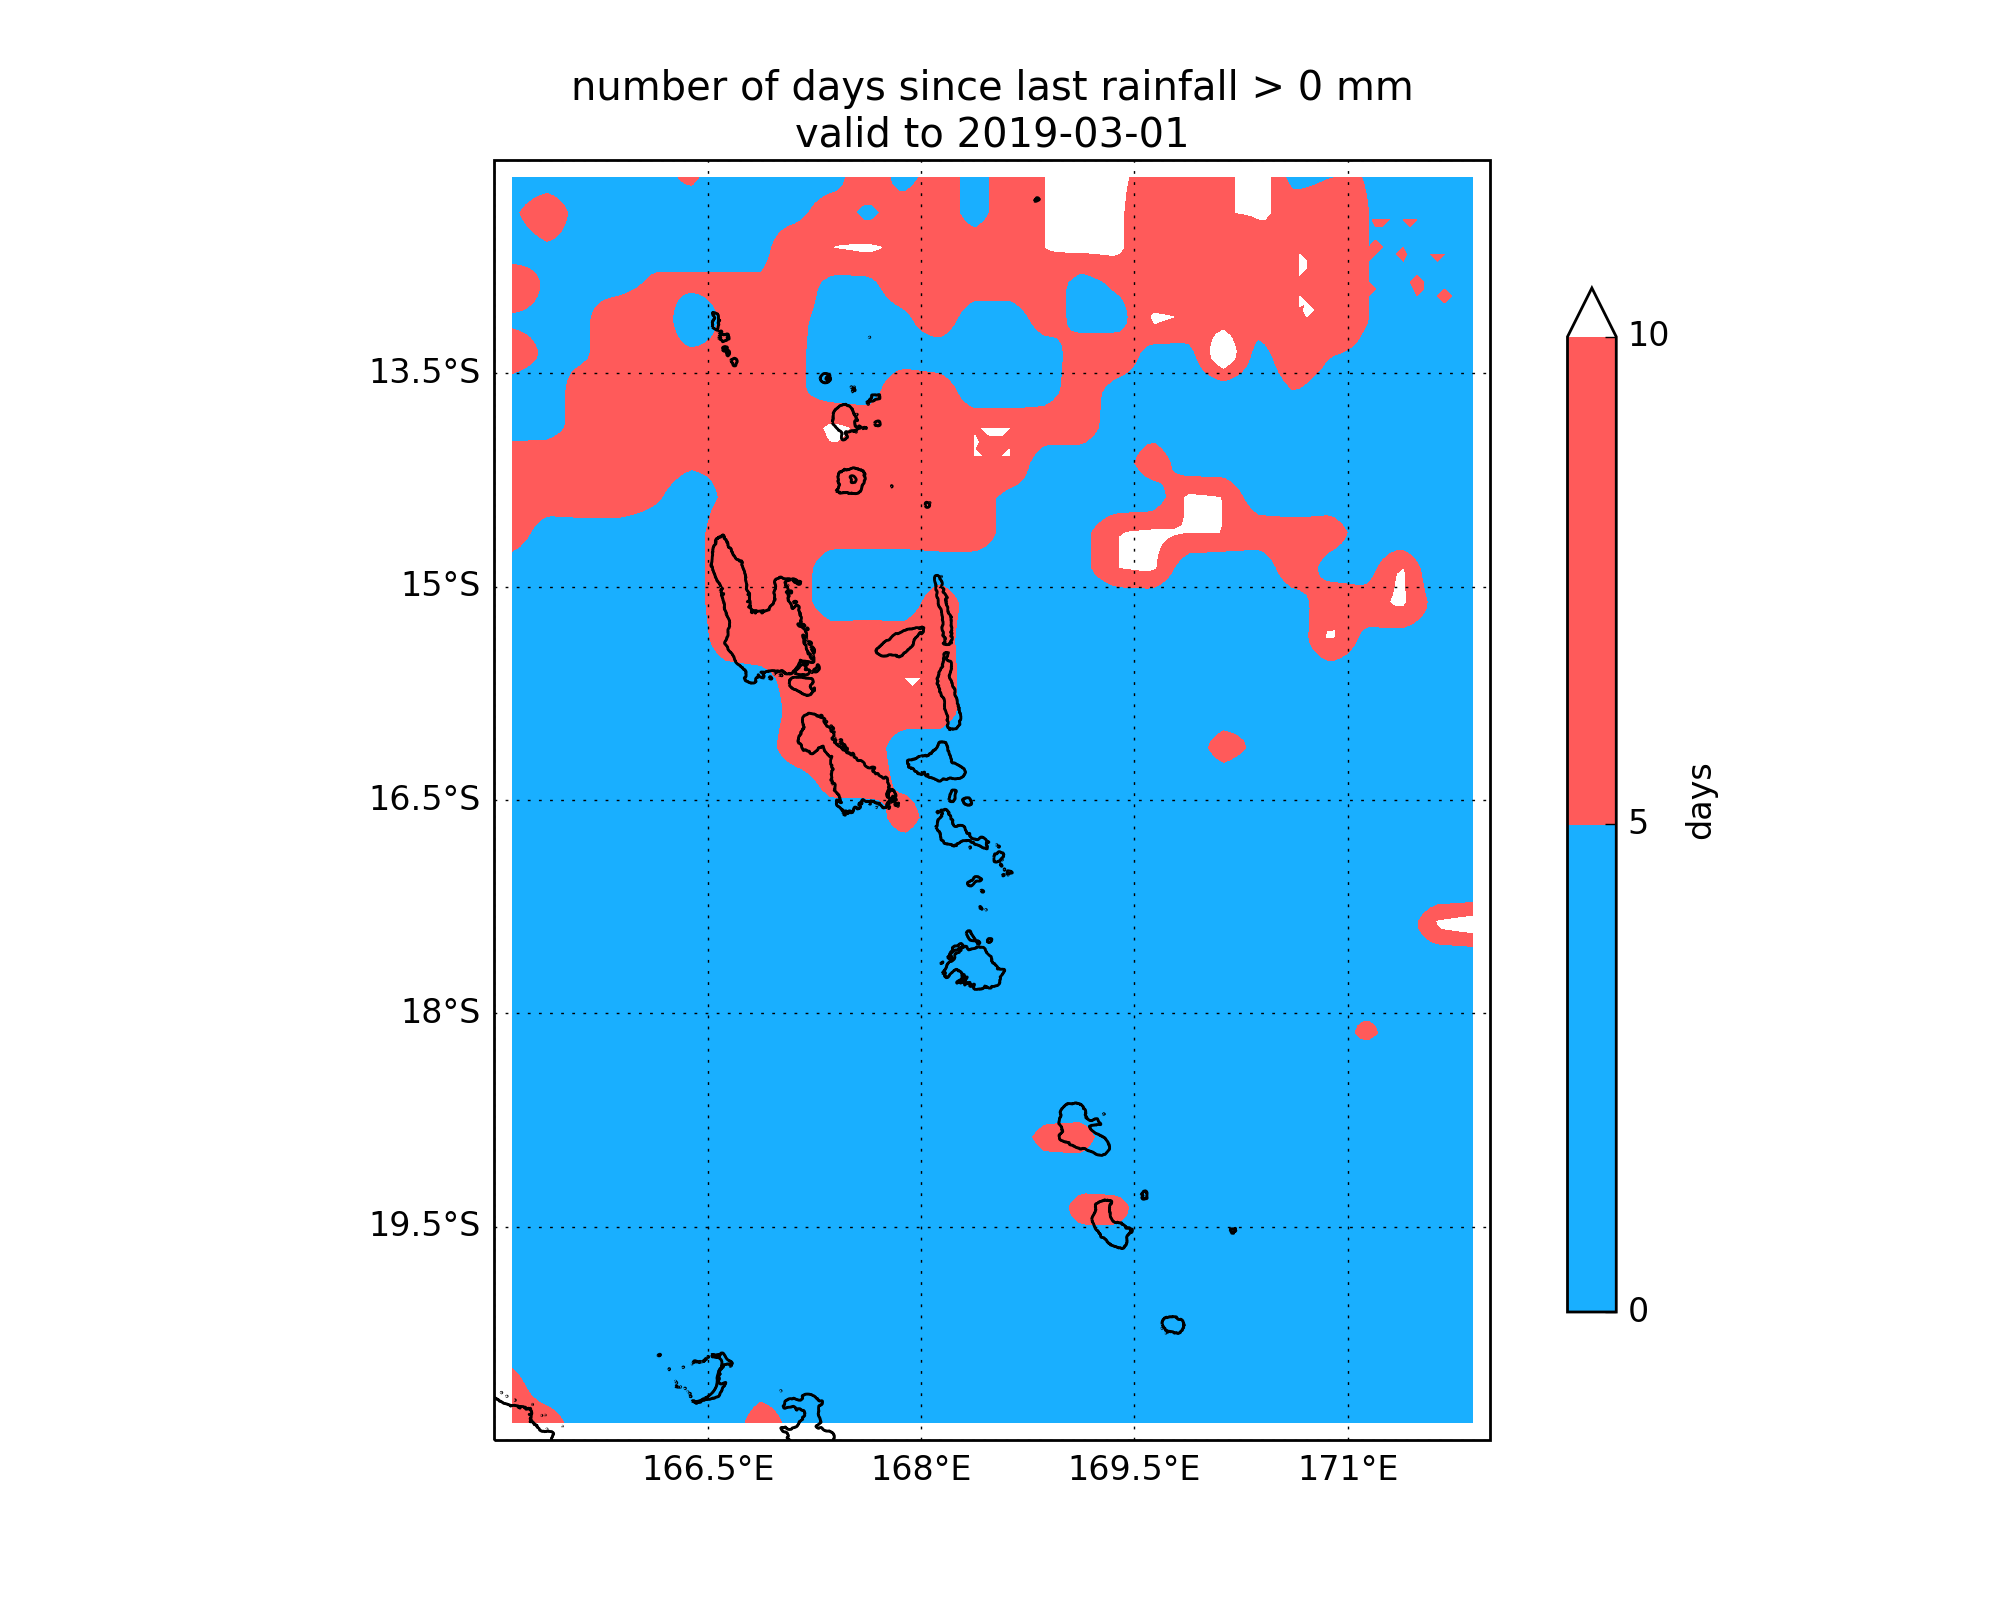 number of days since last rainfall > 0 mm
valid to 2019-03-01
13.5°S
15°S
16.5°S
18°S
19.5°S
166.5°E
168°E
169.5°E
171°E
10
5
0
days